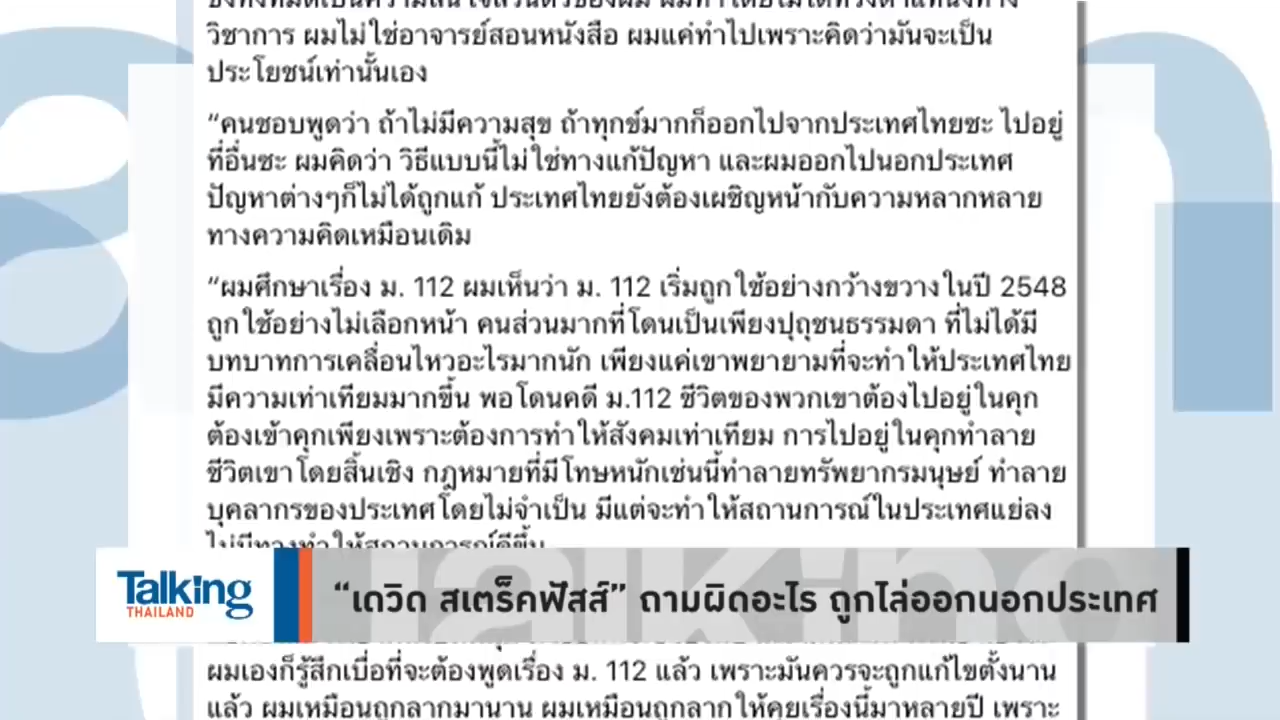 วิชาการ ผมไม่ใช่อาจารย์สอนหนังสือ ผมแค่ทำไปเพราะคิดว่ามันจะเป็น
ประโยชน์เท่านั้นเอง
“คนชอบพูดว่า ถ้าไม่มีความสุข ถ้าทุกข์มากก็ออกไปจากประเทศไทยซะ ไปอยู่
ที่อื่นซะ ผมคิดว่า วิธีแบบนี้ไม่ใช่ทางแก้ปัญหา และผมออกไปนอกประเทศ
ปัญหาต่างๆก็ไม่ได้ถูกแก้ ประเทศไทยยังต้องเผชิญหน้ากับความหลากหลาย
ทางความคิดเหมือนเดิม
“ผมศึกษาเรื่อง ม. 112 ผมเห็นว่า ม. 112 เริ่มถูกใช้อย่างกว้างขวางในปี 2548
ถูกใช้อย่างไม่เลือกหน้า คนส่วนมากที่โดนเป็นเพียงปุถุชนธรรมดา ที่ไม่ได้มี
บทบาทการเคลื่อนไหวอะไรมากนัก เพียงแค่เขาพยายามที่จะทำให้ประเทศไทย
มีความเท่าเทียมมากขึ้น พอโดนคดี ม.112 ชีวิตของพวกเขาต้องไปอยู่ในคุก
ต้องเข้าคุกเพียงเพราะต้องการทำให้สังคมเท่าเทียม การไปอยู่ในคุกทำลาย
ชีวิตเขาโดยสิ้นเชิง กฎหมายที่มีโทษหนักเช่นนี้ทำลายทรัพยากรมนุษย์ ทำลาย
บุคลากรของประเทศโดยไม่จำเป็น มีแต่จะทำให้สถานการณ์ในประเทศแย่ลง
ไม่มีทางทำให้สถานการณ์ดีขึ้น
Talking
THAILAND
“เดวิด สเตร็คฟัสส์” ถามผิดอะไร ถูกไล่ออกนอกประเทศ
ผมเองก็รู้สึกเบื่อที่จะต้องพูดเรื่อง ม. 112 แล้ว เพราะมันควรจะถูกแก้ไขตั้งนาน
แล้ว ผมเหมือนถูกลากมานาน ผมเหมือนถูกลากให้คุยเรื่องนี้มาหลายปี เพราะ